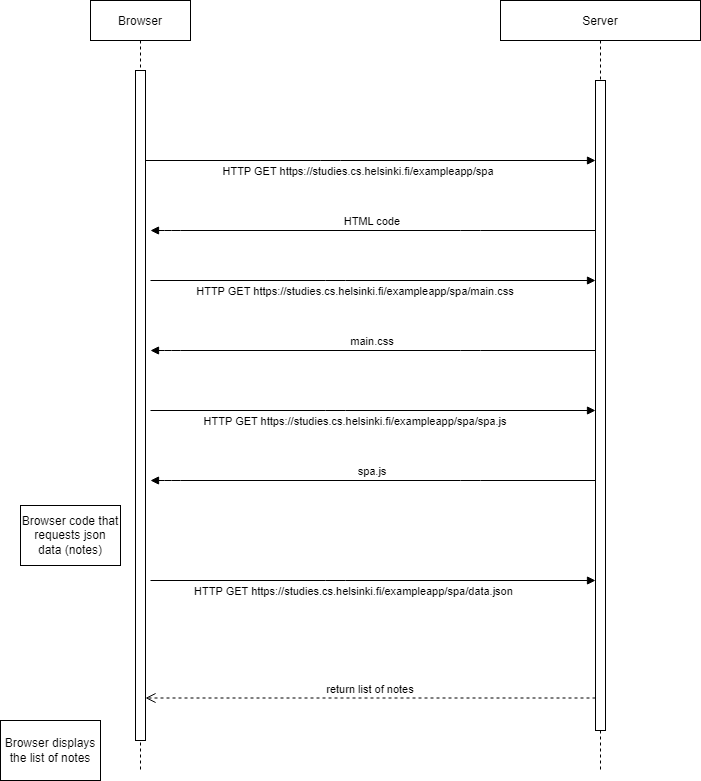 Browser
Server
HTTP GET https://studies.cs.helsinki.fi/exampleapp/spa
HTML code
HTTP GET https://studies.cs.helsinki.fi/exampleapp/spa/main.css
main.css
HTTP GET https://studies.cs.helsinki.fi/exampleapp/spa/spa.js
spa.js
Browser code that
requests json
data (notes)
HTTP GET https://studies.cs.helsinki.fi/exampleapp/spa/data.json
return list of notes
Browser displays
the list of notes